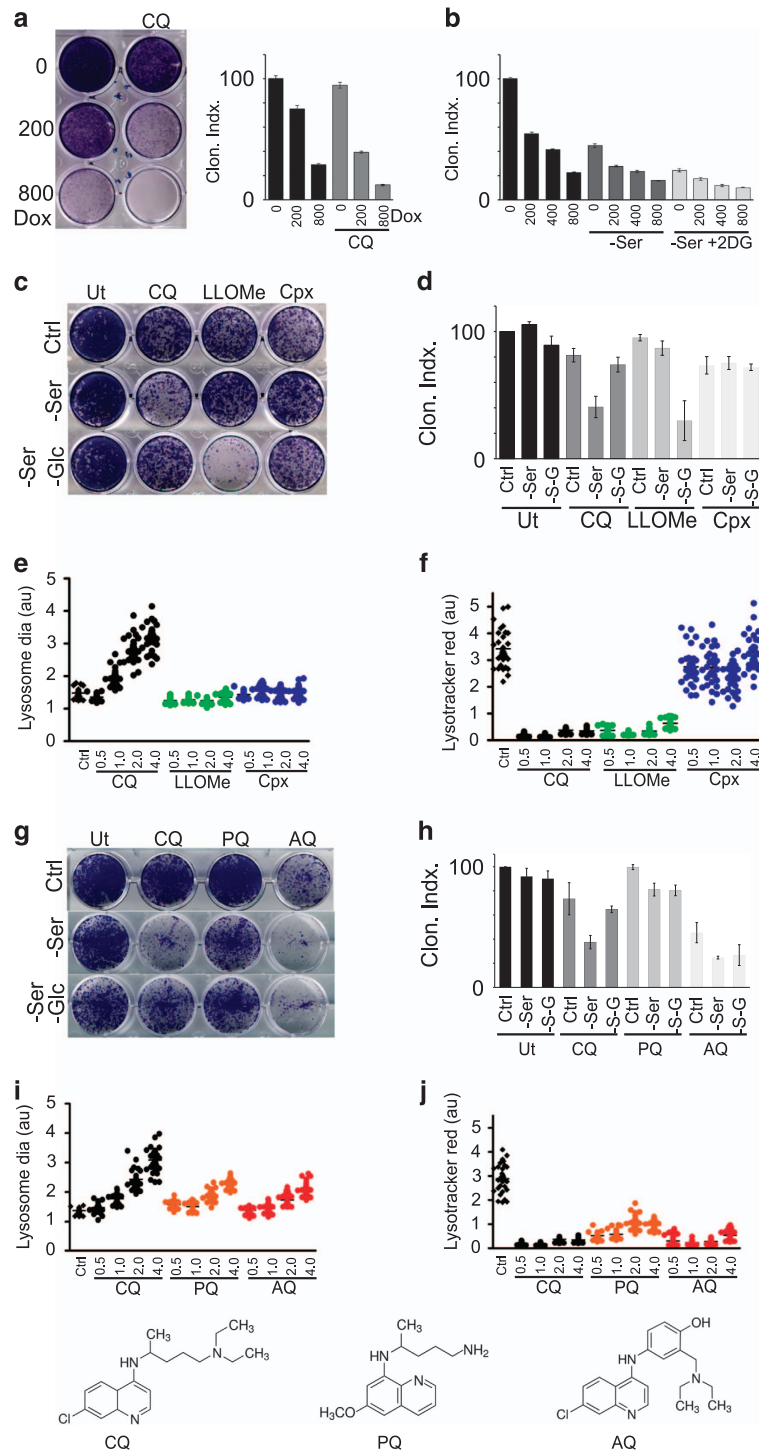 a
CQ
0
200
800
Dox
Clon. Indx.
100
0
0 200 800 0 200 800 Dox
CQ
b
Clon. Indx.
100
0
0 200 400 800 0 200 400 800 0 200 400 800
-Ser -Ser +2DG
c
Ut CQ LLOMe Cpx
Ctrl
-Ser
-Ser
-Glc
d
Clon. Indx.
100
0
Ctrl -Ser -S-G Ctrl -Ser -S-G Ctrl -Ser -S-G Ctrl -Ser -S-G
Ut CQ LLOMe Cpx
e
Lysosome dia (au)
5
4
3
2
1
0
Ctrl 0.5 1.0 2.0 4.0 0.5 1.0 2.0 4.0 0.5 1.0 2.0 4.0
CQ LLOMe Cpx
f
Lysotracker red (au)
5
4
3
2
1
0
Ctrl 0.5 1.0 2.0 4.0 0.5 1.0 2.0 4.0 0.5 1.0 2.0 4.0
CQ LLOMe Cpx
g
Ut CQ PQ AQ
Ctrl
-Ser
-Ser
-Glc
h
Clon. Indx.
100
0
Ctrl -Ser -S-G Ctrl -Ser -S-G Ctrl -Ser -S-G Ctrl -Ser -S-G
Ut CQ PQ AQ
i
Lysosome dia (au)
5
4
3
2
1
0
Ctrl 0.5 1.0 2.0 4.0 0.5 1.0 2.0 4.0 0.5 1.0 2.0 4.0
CQ PQ AQ
j
Lysotracker red (au)
5
4
3
2
1
0
Ctrl 0.5 1.0 2.0 4.0 0.5 1.0 2.0 4.0 0.5 1.0 2.0 4.0
CQ PQ AQ
CH₃
HN
N
CH₃
CH₃
Cl
N
CQ
CH₃
HN
NH₂
N
H₃CO
PQ
OH
HN
N
CH₃ CH₃
Cl
N
AQ